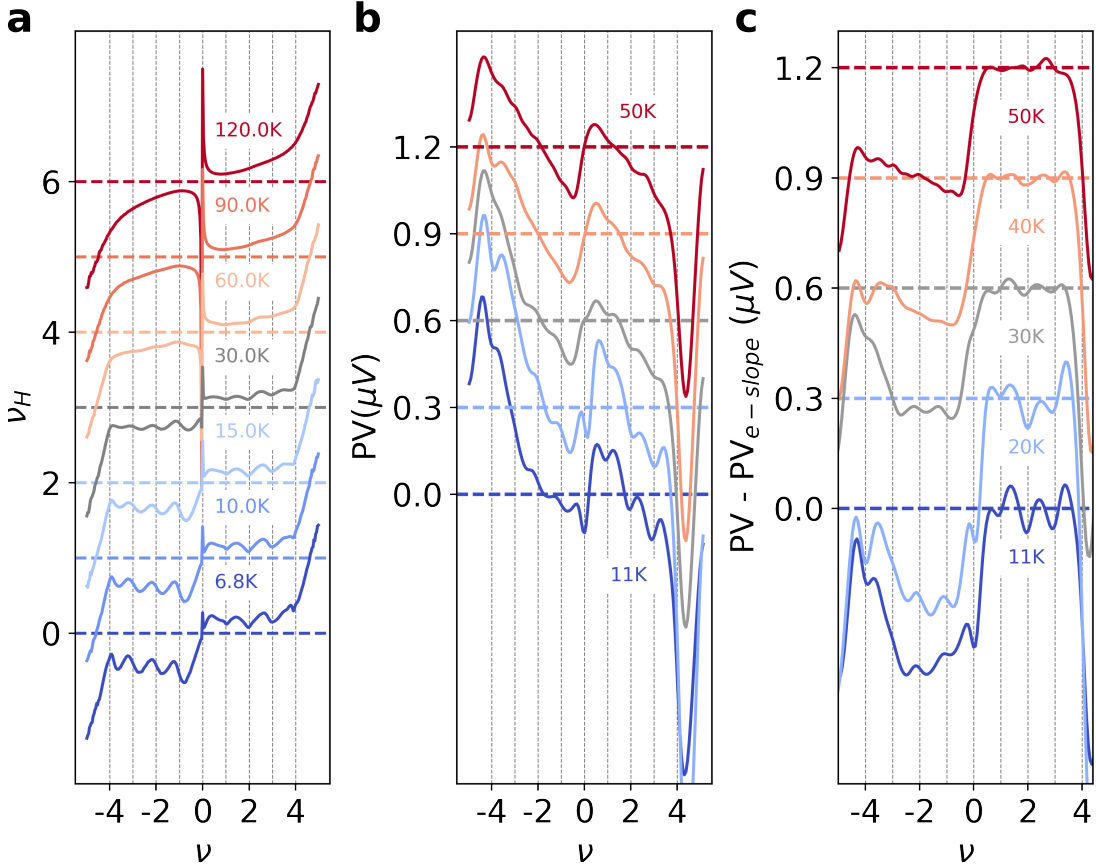 a
b
c
120.0K
90.0K
60.0K
30.0K
15.0K
10.0K
6.8K
6
4
2
0
ν_H
-4 -2 0 2 4
ν
50K
11K
1.2
0.9
0.6
0.3
0.0
PV(μV)
-4 -2 0 2 4
ν
50K
40K
30K
20K
11K
1.2
0.9
0.6
0.3
0.0
PV - PV_{e-slope} (μV)
-4 -2 0 2 4
ν